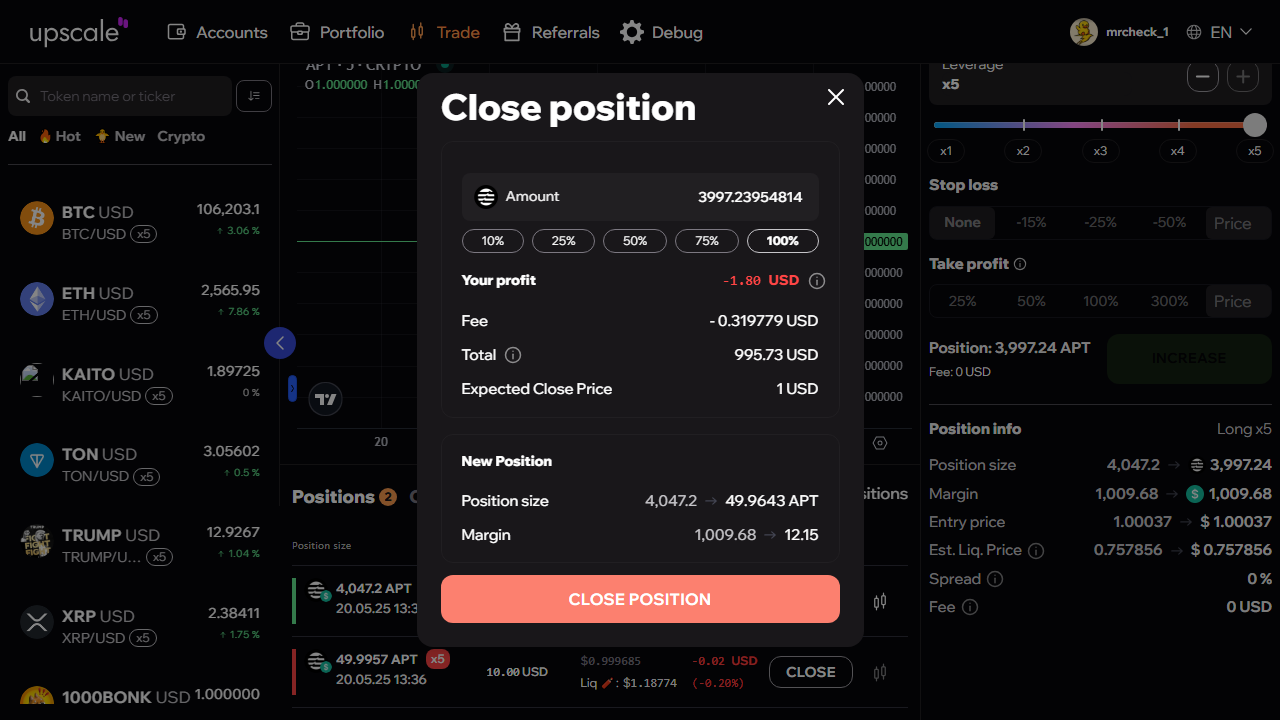 upscale
Accounts
Portfolio
Trade
Referrals
Debug
mrcheck_1
EN
Token name or ticker
All
Hot
New
Crypto
BTC USD
106,203.1
BTC/USD x5
↑ 3.06 %
ETH USD
2,565.95
ETH/USD x5
↑ 7.86 %
KAITO USD
1.89725
KAITO/USD x5
0 %
TON USD
3.05602
TON/USD x5
↑ 0.5 %
TRUMP USD
12.9267
TRUMP/U... x5
↑ 1.04 %
XRP USD
2.38411
XRP/USD x5
↑ 1.75 %
1000BONK USD
1.000000
APT · 5 · CRYPTO
O1.000000 H1.0000
20
Close position
Amount
3997.23954814
10%
25%
50%
75%
100%
Your profit
-1.80 USD
Fee
- 0.319779 USD
Total
995.73 USD
Expected Close Price
1 USD
New Position
Position size
4,047.2 → 49.9643 APT
Margin
1,009.68 → 12.15
CLOSE POSITION
Positions 2
sitions
Position size
4,047.2 APT
20.05.25 13:3
49.9957 APT x5
20.05.25 13:36
10.00 USD
$0.999685
Liq : $1.18774
-0.02 USD
(-0.20%)
CLOSE
Leverage
x5
x1
x2
x3
x4
x5
Stop loss
None
-15%
-25%
-50%
Price
Take profit
25%
50%
100%
300%
Price
Position: 3,997.24 APT
Fee: 0 USD
INCREASE
Position info
Long x5
Position size
4,047.2 → 3,997.24
Margin
1,009.68 → 1,009.68
Entry price
1.00037 → $ 1.00037
Est. Liq. Price
0.757856 → $ 0.757856
Spread
0 %
Fee
0 USD